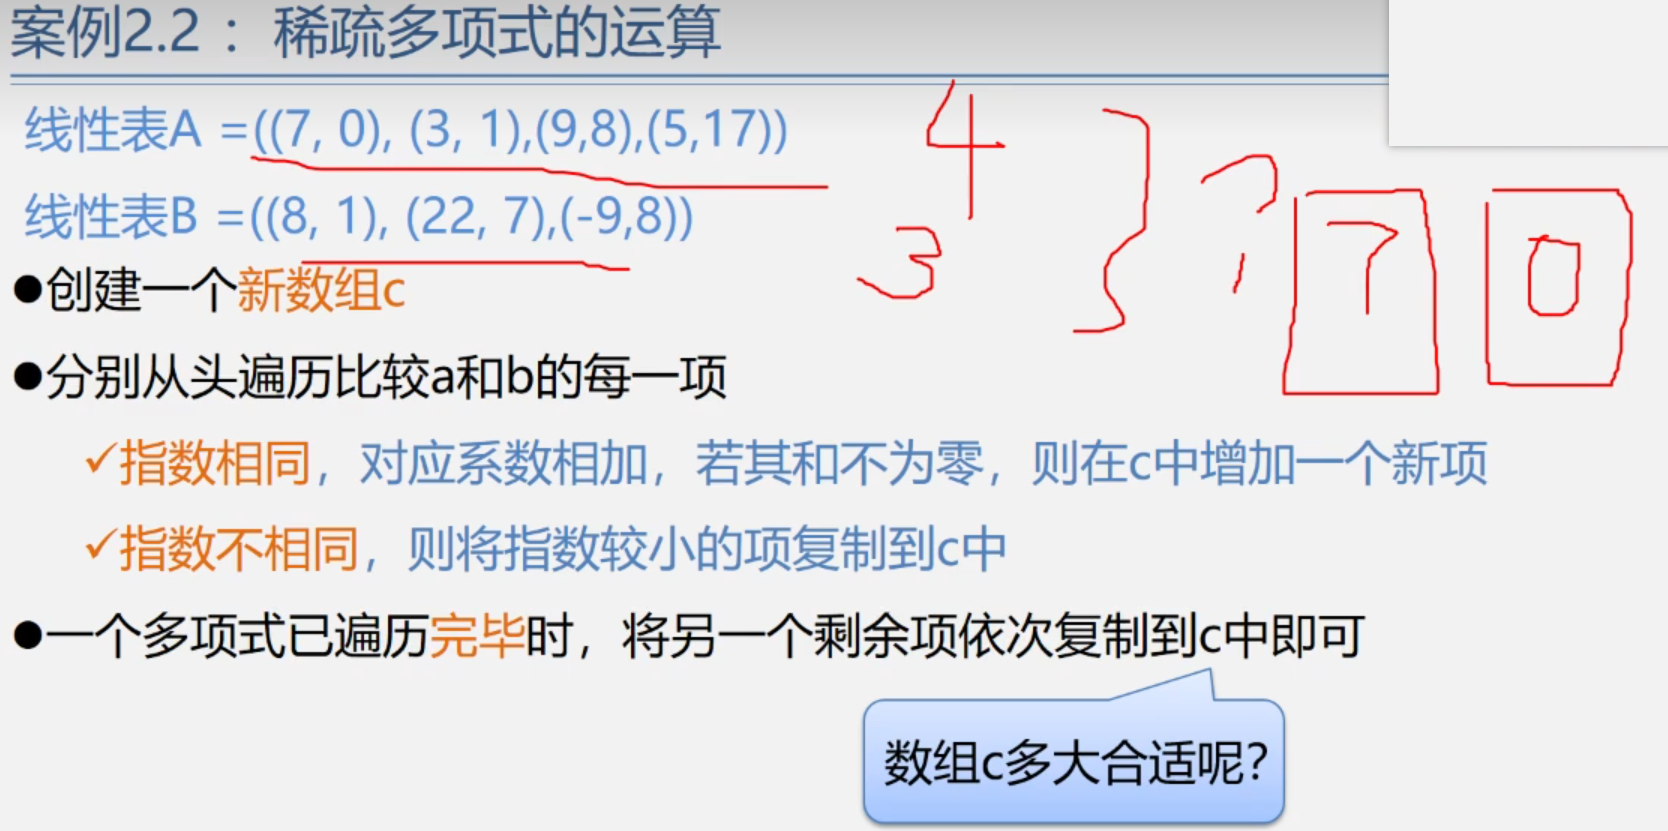 案例2.2 ：稀疏多项式的运算
线性表A =((7, 0), (3, 1),(9,8),(5,17))
4
线性表B =((8, 1), (22, 7),(-9,8))
3
7
0
●创建一个新数组c
●分别从头遍历比较a和b的每一项
✓指数相同，对应系数相加，若其和不为零，则在c中增加一个新项
✓指数不相同，则将指数较小的项复制到c中
●一个多项式已遍历完毕时，将另一个剩余项依次复制到c中即可
数组c多大合适呢?